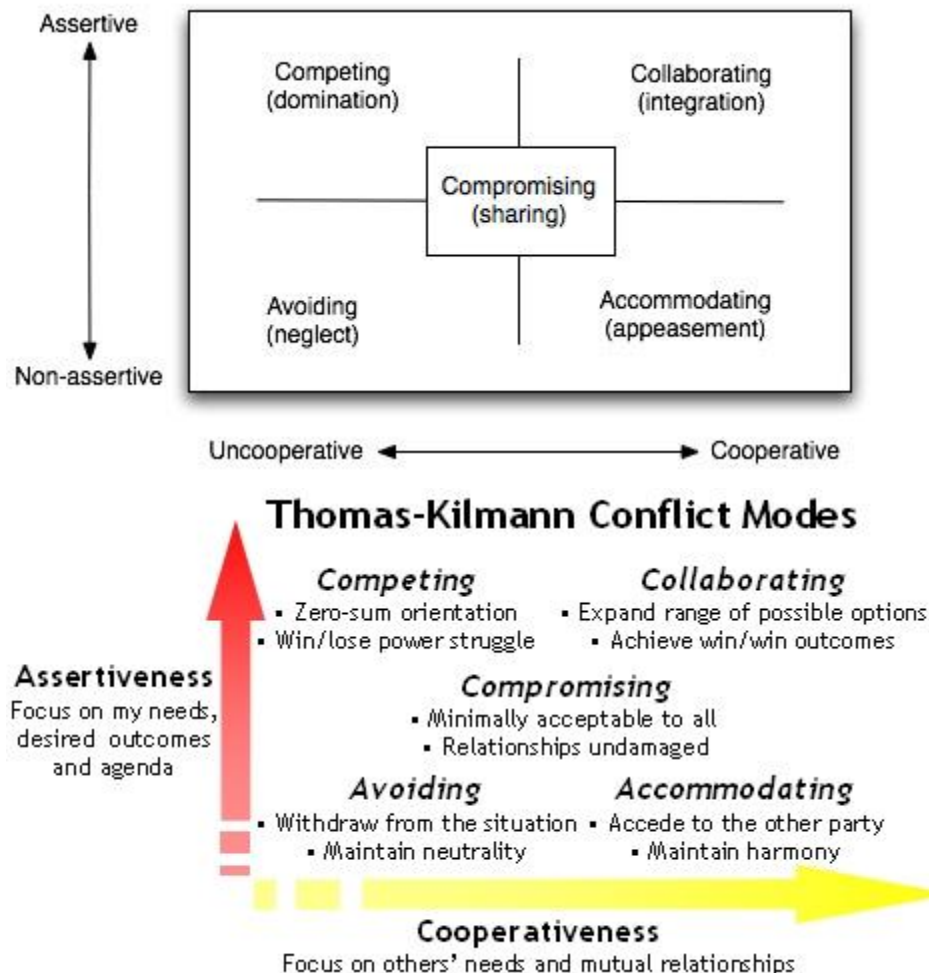 Assertive
Competing
(domination)
Collaborating
(integration)
Compromising
(sharing)
Avoiding
(neglect)
Accommodating
(appeasement)
Non-assertive
Uncooperative
Cooperative
Thomas-Kilmann Conflict Modes
Competing
▪ Zero-sum orientation
▪ Win/lose power struggle
Collaborating
▪ Expand range of possible options
▪ Achieve win/win outcomes
Assertiveness
Focus on my needs,
desired outcomes
and agenda
Compromising
▪ Minimally acceptable to all
▪ Relationships undamaged
Avoiding
▪ Withdraw from the situation
▪ Maintain neutrality
Accommodating
▪ Accede to the other party
▪ Maintain harmony
Cooperativeness
Focus on others' needs and mutual relationships